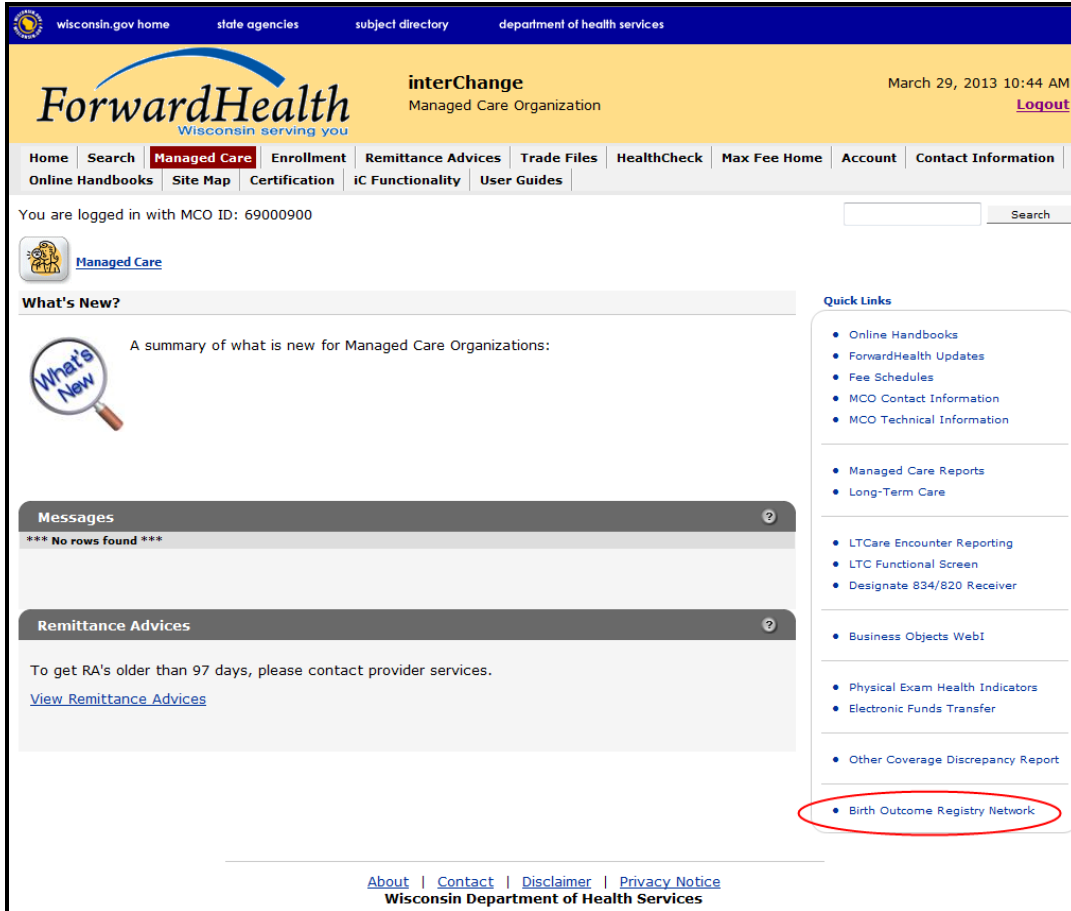 wisconsin.gov home state agencies subject directory department of health services
ForwardHealth
Wisconsin serving you
interChange
Managed Care Organization
March 29, 2013 10:44 AM
Logout
Home Search Managed Care Enrollment Remittance Advices Trade Files HealthCheck Max Fee Home Account Contact Information
Online Handbooks Site Map Certification iC Functionality User Guides
You are logged in with MCO ID: 69000900
Search
Managed Care
What's New?
What's
New
A summary of what is new for Managed Care Organizations:
Messages ?
*** No rows found ***
Remittance Advices ?
To get RA's older than 97 days, please contact provider services.
View Remittance Advices
Quick Links
Online Handbooks
ForwardHealth Updates
Fee Schedules
MCO Contact Information
MCO Technical Information
Managed Care Reports
Long-Term Care
LTCare Encounter Reporting
LTC Functional Screen
Designate 834/820 Receiver
Business Objects WebI
Physical Exam Health Indicators
Electronic Funds Transfer
Other Coverage Discrepancy Report
Birth Outcome Registry Network
About | Contact | Disclaimer | Privacy Notice
Wisconsin Department of Health Services